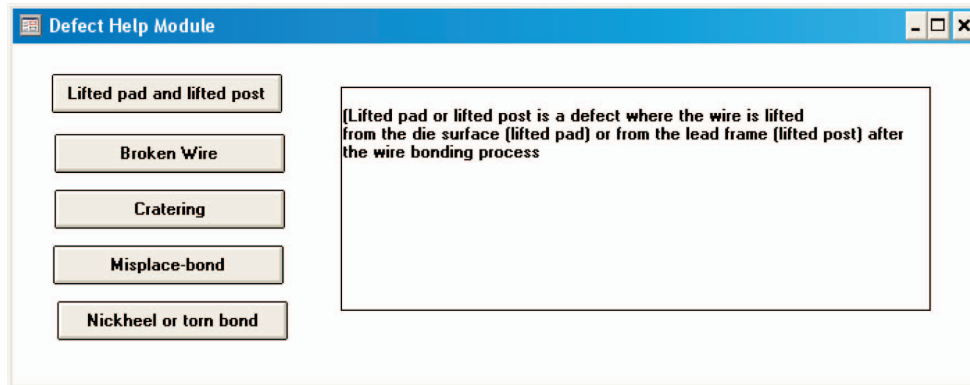 Defect Help Module
Lifted pad and lifted post
Broken Wire
Cratering
Misplace-bond
Nickheel or torn bond
(Lifted pad or lifted post is a defect where the wire is lifted
from the die surface (lifted pad) or from the lead frame (lifted post) after
the wire bonding process